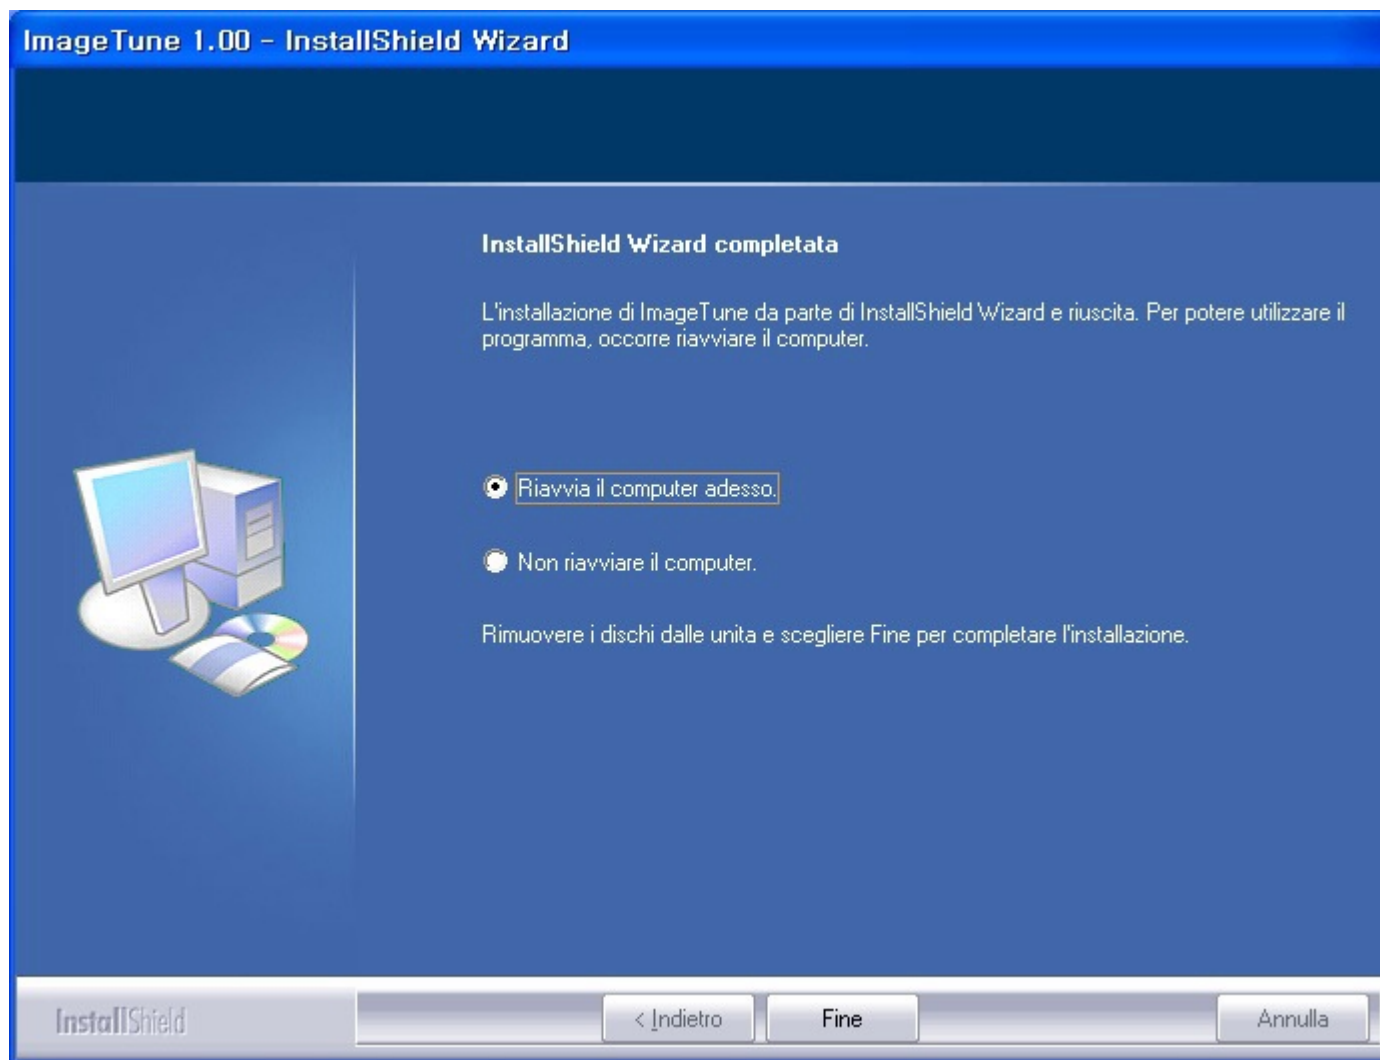 ImageTune 1.00 - InstallShield Wizard
InstallShield Wizard completata
L'installazione di ImageTune da parte di InstallShield Wizard e riuscita. Per potere utilizzare il
programma, occorre riavviare il computer.
Riavvia il computer adesso.
Non riavviare il computer.
Rimuovere i dischi dalle unita e scegliere Fine per completare l'installazione.
InstallShield
< Indietro
Fine
Annulla